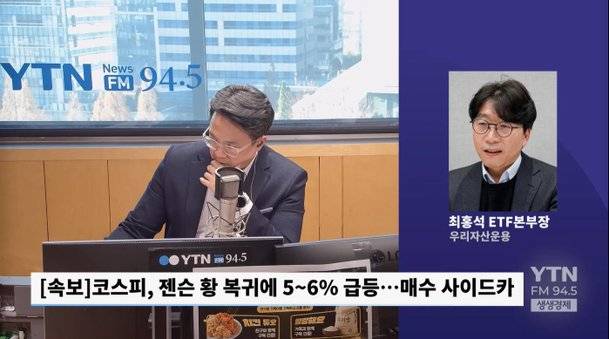 YTN News FM 94.5
YTN 94.5
최홍석 ETF본부장
우리자산운용
[속보]코스피, 젠슨 황 복귀에 5~6% 급등…매수 사이드카
YTN
FM 94.5
생생경제